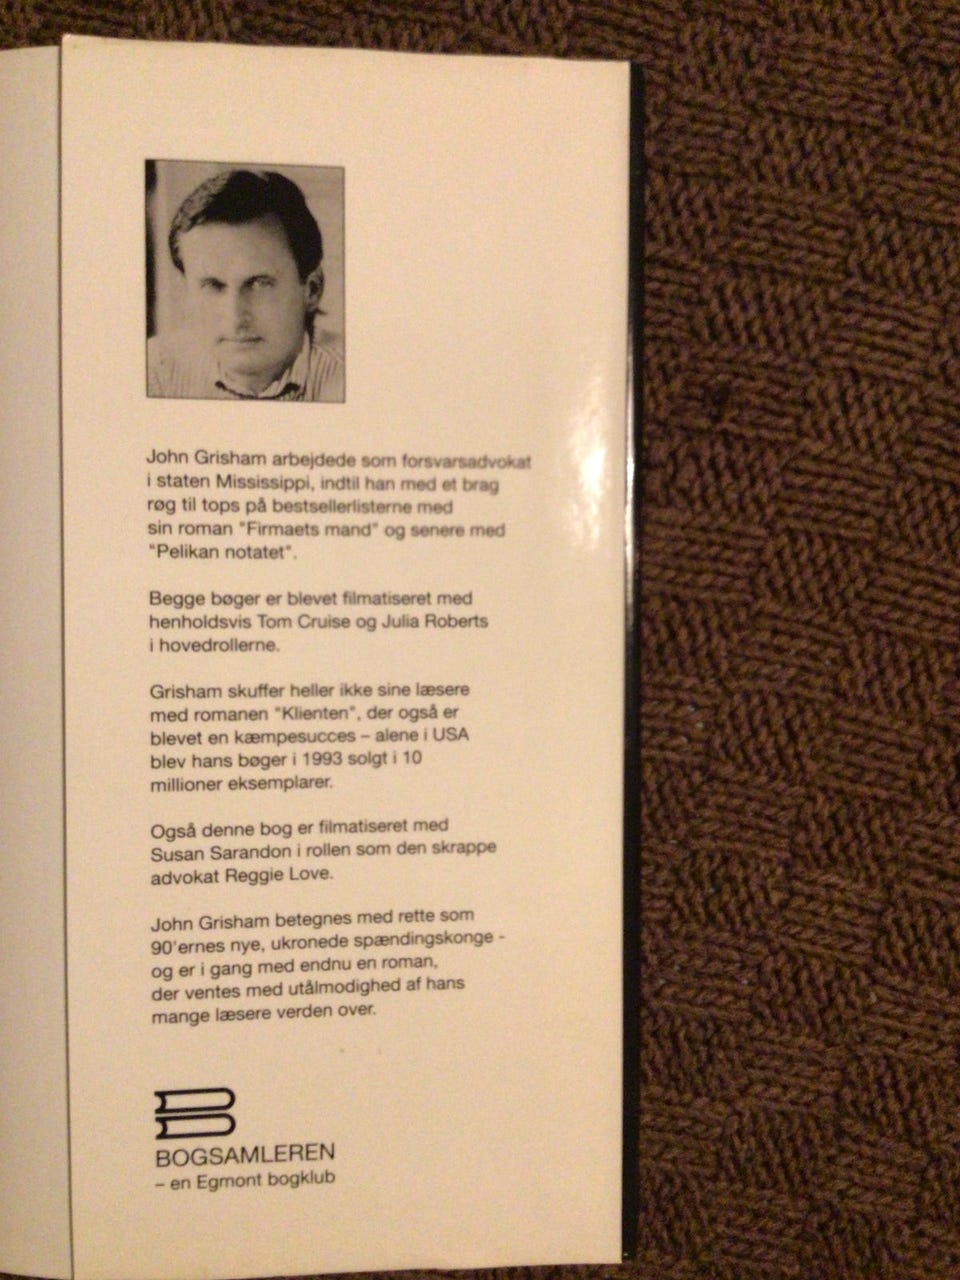 John Grisham arbejdede som forsvarsadvokat
i staten Mississippi, indtil han med et brag
røg til tops på bestsellerlisterne med
sin roman "Firmaets mand" og senere med
"Pelikan notatet".
Begge bøger er blevet filmatiseret med
henholdsvis Tom Cruise og Julia Roberts
i hovedrollerne.
Grisham skuffer heller ikke sine læsere
med romanen "Klienten", der også er
blevet en kæmpesucces – alene i USA
blev hans bøger i 1993 solgt i 10
millioner eksemplarer.
Også denne bog er filmatiseret med
Susan Sarandon i rollen som den skrappe
advokat Reggie Love.
John Grisham betegnes med rette som
90'ernes nye, ukronede spændingskonge -
og er i gang med endnu en roman,
der ventes med utålmodighed af hans
mange læsere verden over.
BOGSAMLEREN
– en Egmont bogklub